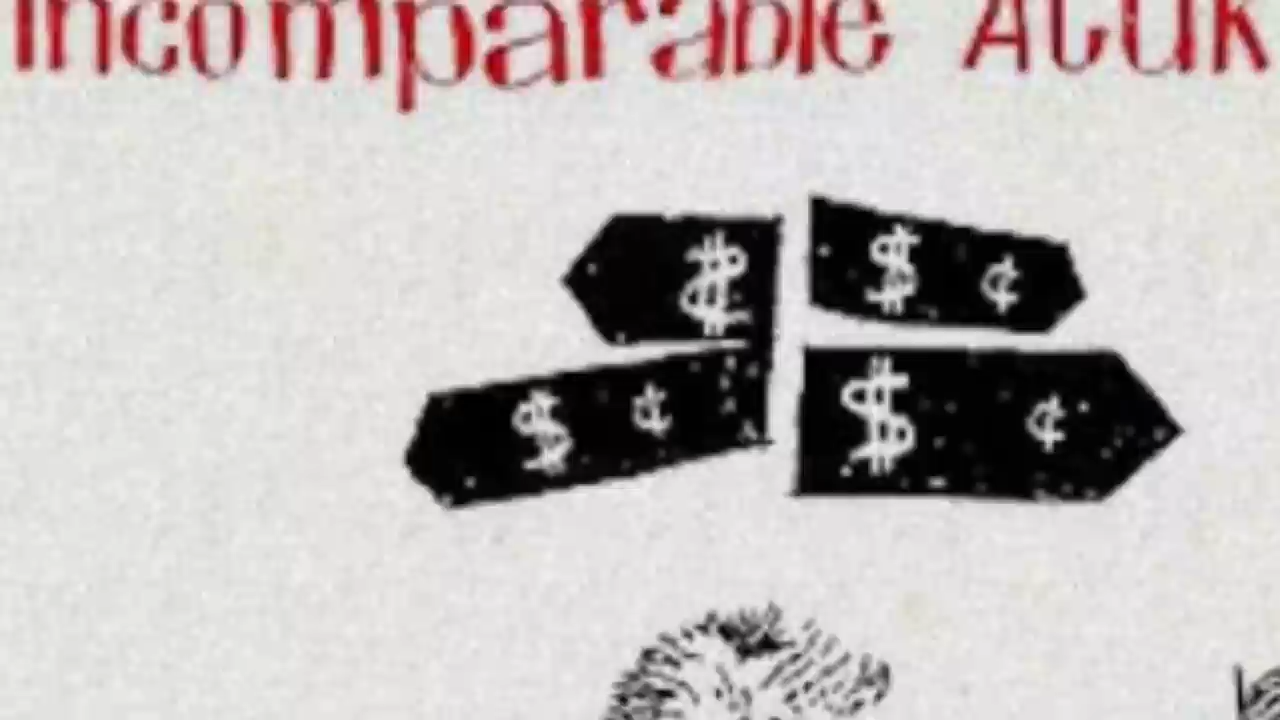 incomparable Atuk
$ $ ¢
$ ¢ $ ¢